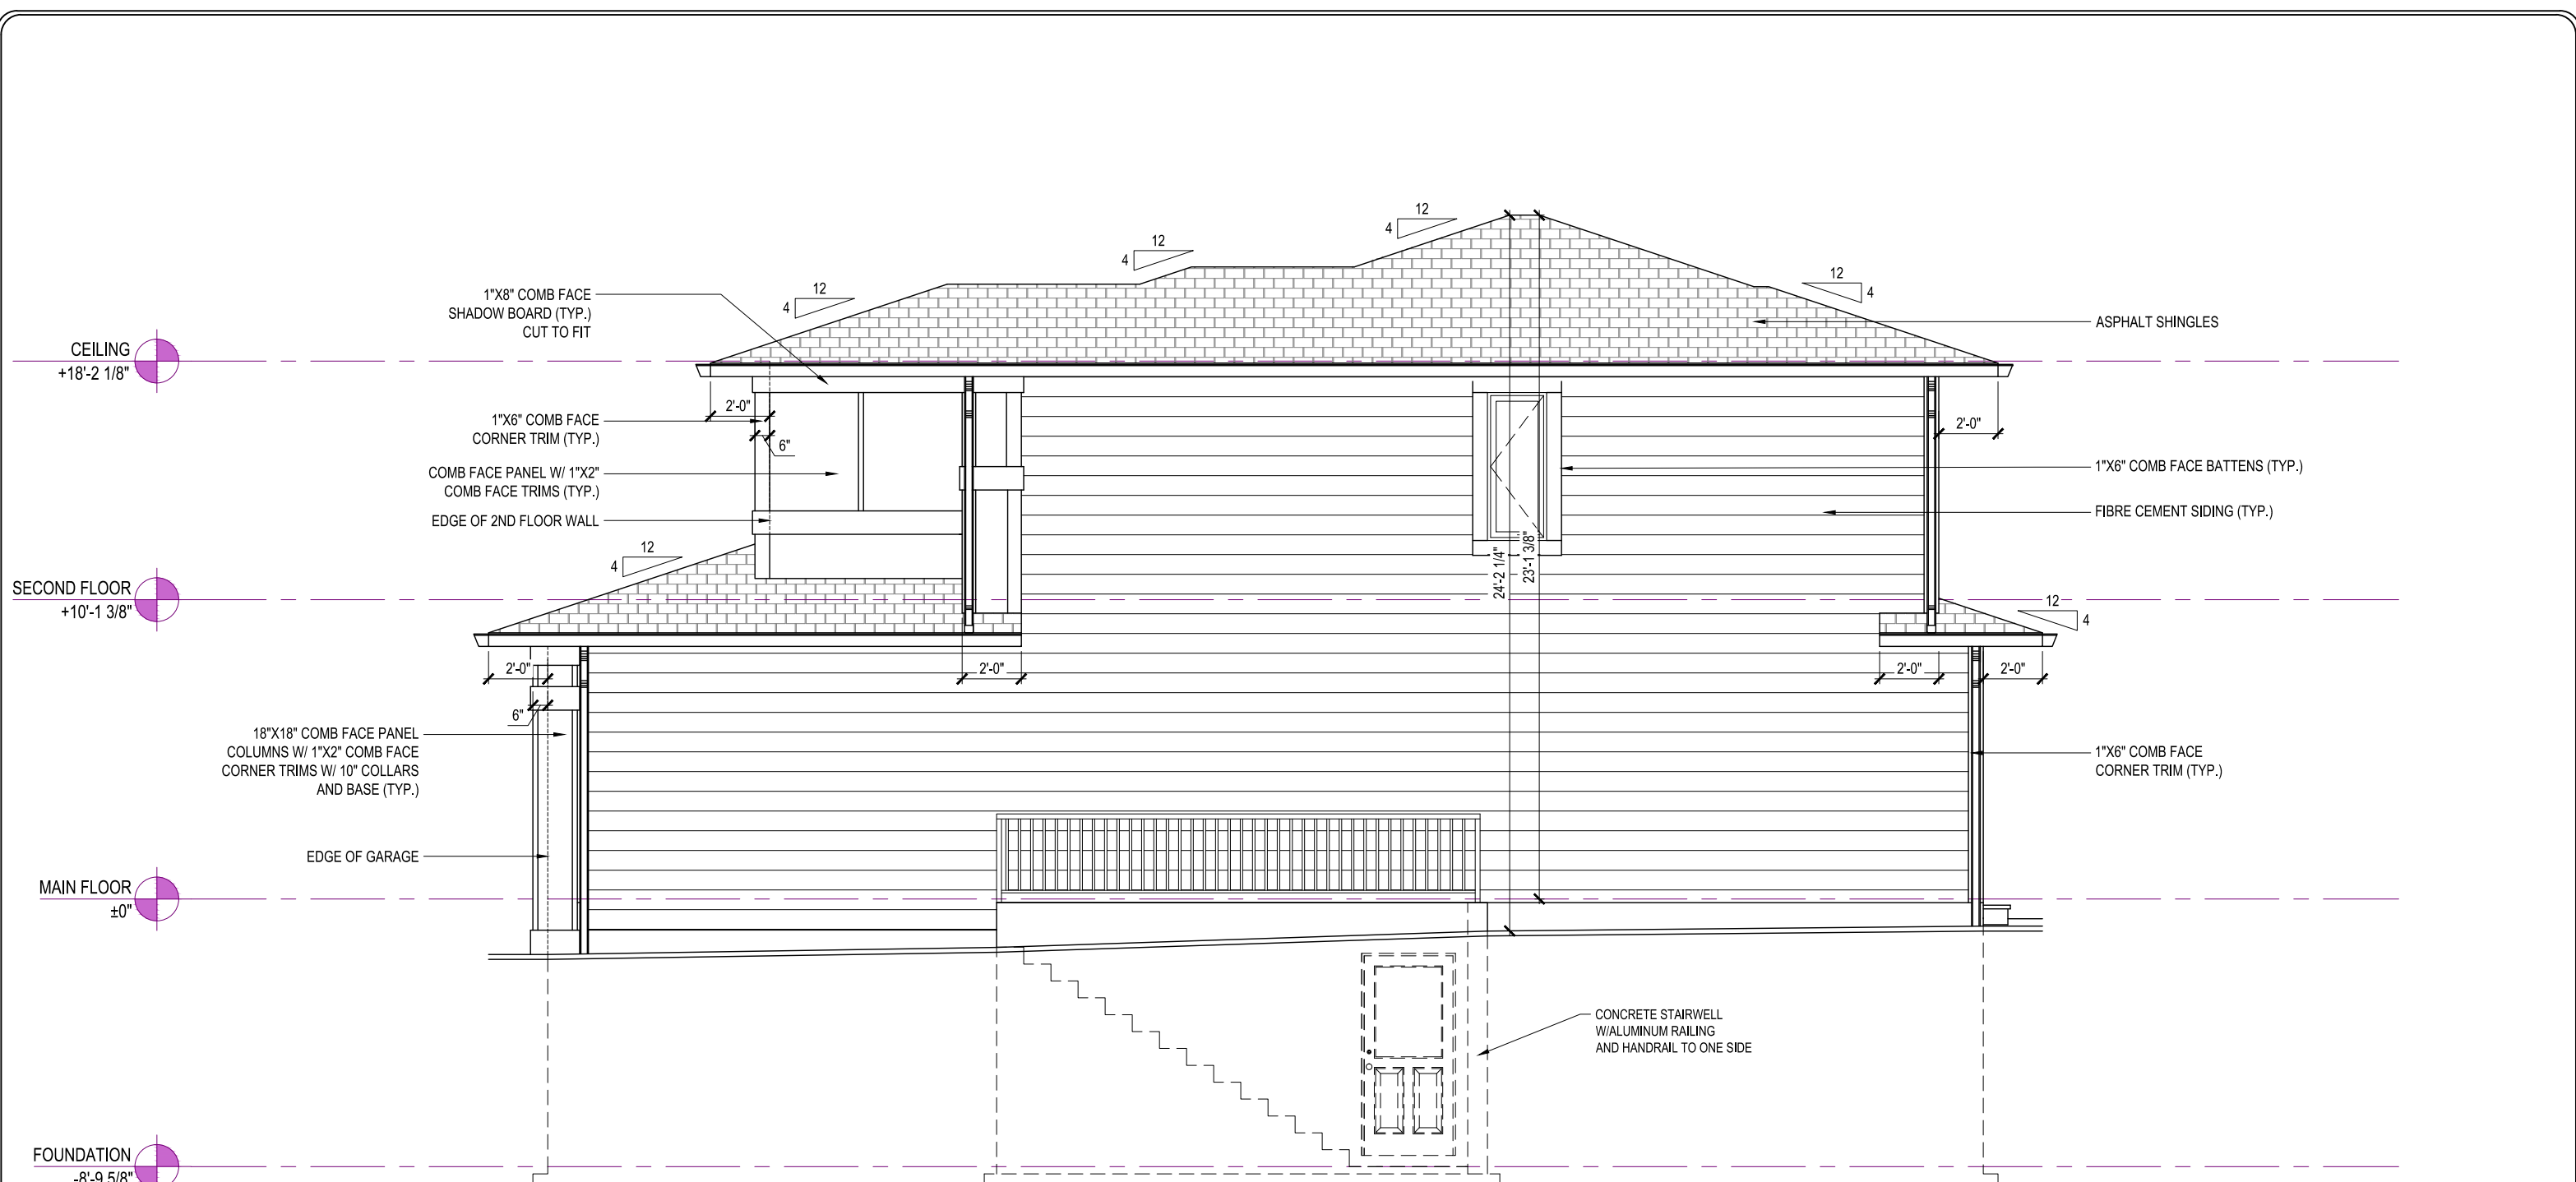 12
4
12
4
12
4
12
4
1"X8" COMB FACE
SHADOW BOARD (TYP.)
CUT TO FIT
ASPHALT SHINGLES
CEILING
+18'-2 1/8"
2'-0"
1"X6" COMB FACE
CORNER TRIM (TYP.)
6"
2'-0"
COMB FACE PANEL W/ 1"X2"
COMB FACE TRIMS (TYP.)
1"X6" COMB FACE BATTENS (TYP.)
EDGE OF 2ND FLOOR WALL
FIBRE CEMENT SIDING (TYP.)
12
4
24'-2 1/4"
23'-1 3/8"
SECOND FLOOR
+10'-1 3/8"
12
4
2'-0"
2'-0"
2'-0"
2'-0"
6"
18"X18" COMB FACE PANEL
COLUMNS W/ 1"X2" COMB FACE
CORNER TRIMS W/ 10" COLLARS
AND BASE (TYP.)
1"X6" COMB FACE
CORNER TRIM (TYP.)
EDGE OF GARAGE
MAIN FLOOR
±0"
CONCRETE STAIRWELL
W/ALUMINUM RAILING
AND HANDRAIL TO ONE SIDE
FOUNDATION
-8'-9 5/8"